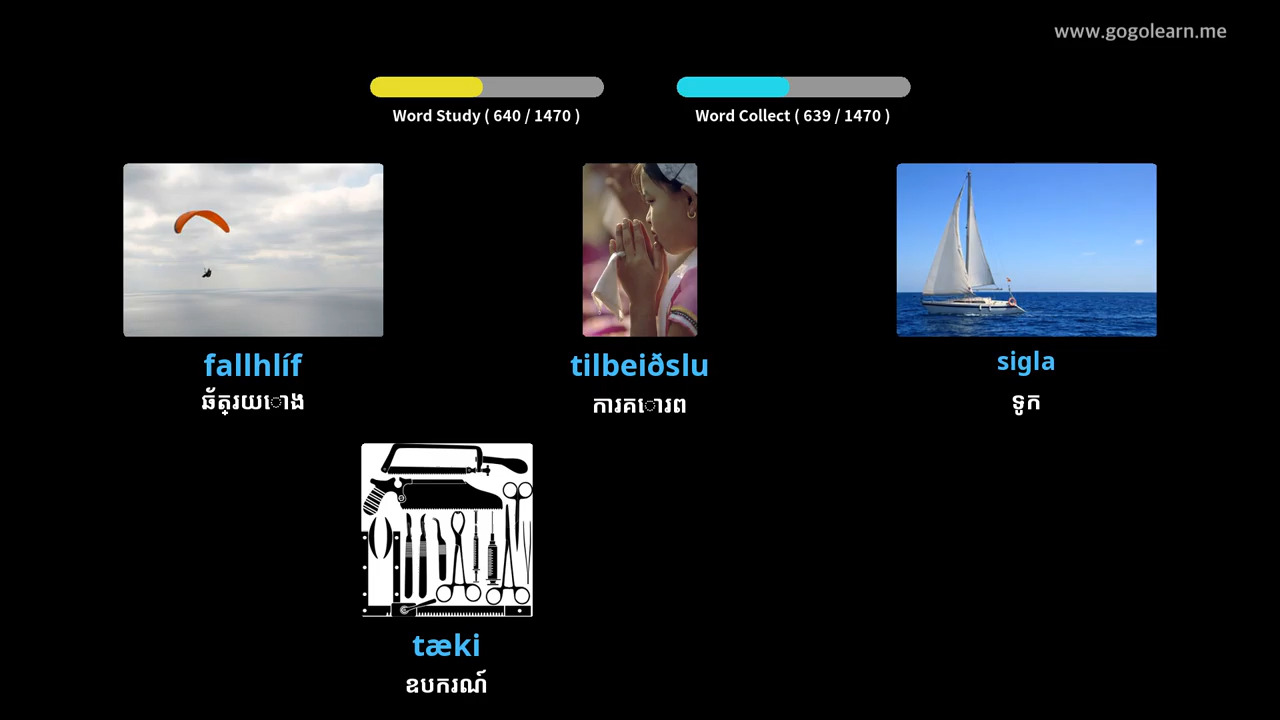 www.gogolearn.me
Word Study ( 640 / 1470 )
Word Collect ( 639 / 1470 )
fallhlíf
tilbeiðslu
sigla
ឆ័ត្រយោង
ការគោរព
ទូក
tæki
ឧបករណ៍